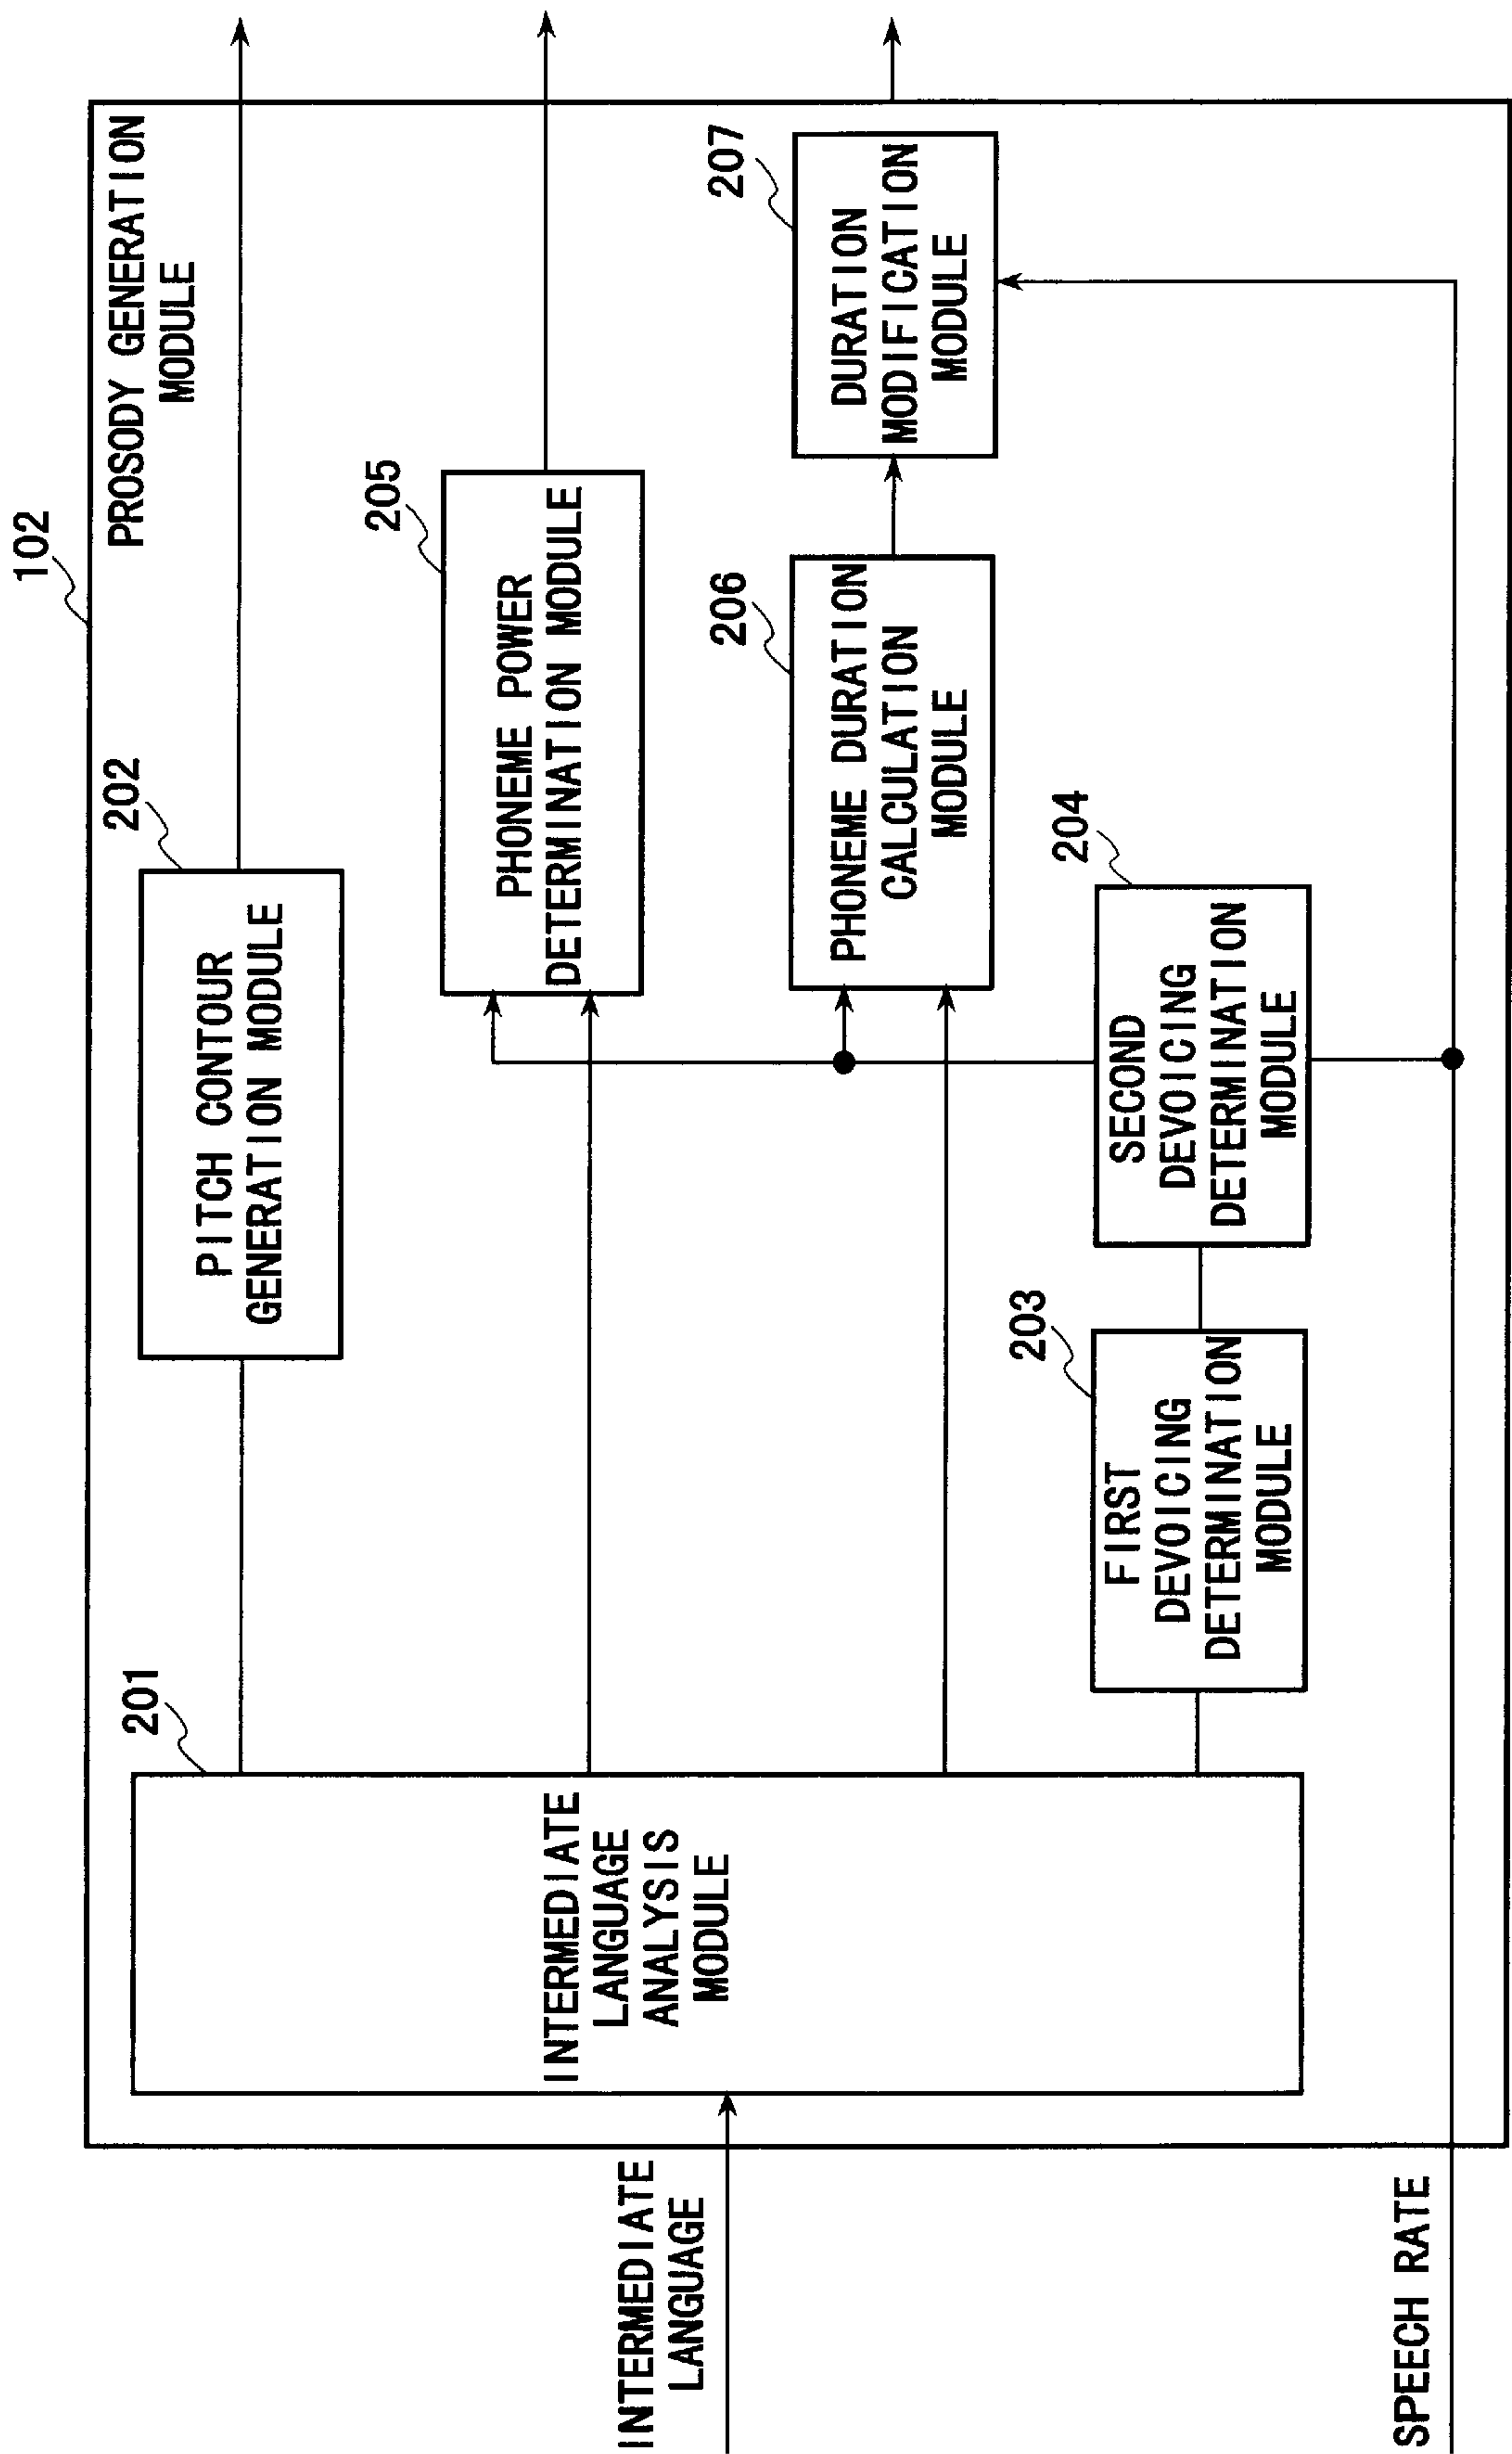 102
PROSODY GENERATION
MODULE
202
PITCH CONTOUR
GENERATION MODULE
205
PHONEME POWER
DETERMINATION MODULE
201
INTERMEDIATE
LANGUAGE
ANALYSIS
MODULE
INTERMEDIATE
LANGUAGE
206
PHONEME DURATION
CALCULATION
MODULE
207
DURATION
MODIFICATION
MODULE
203
FIRST
DEVOICING
DETERMINATION
MODULE
204
SECOND
DEVOICING
DETERMINATION
MODULE
SPEECH RATE